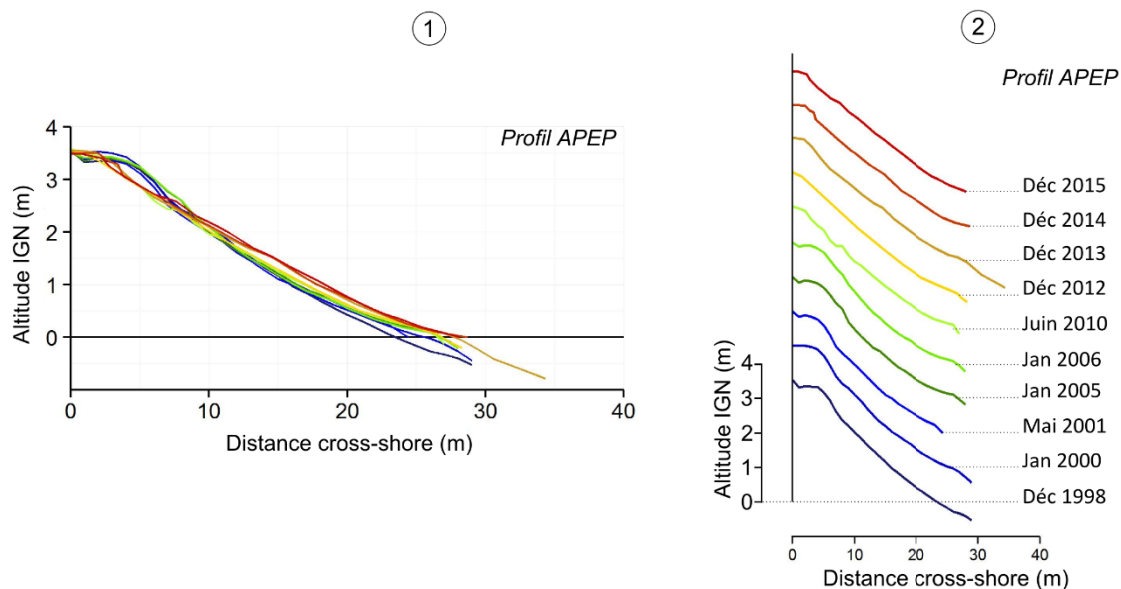 1
Profil APEP
Altitude IGN (m)
4
3
2
1
0
0 10 20 30 40
Distance cross-shore (m)
2
Profil APEP
Déc 2015
Déc 2014
Déc 2013
Déc 2012
Juin 2010
Jan 2006
Jan 2005
Mai 2001
Jan 2000
Déc 1998
Altitude IGN (m)
4
3
2
1
0
0 10 20 30 40
Distance cross-shore (m)